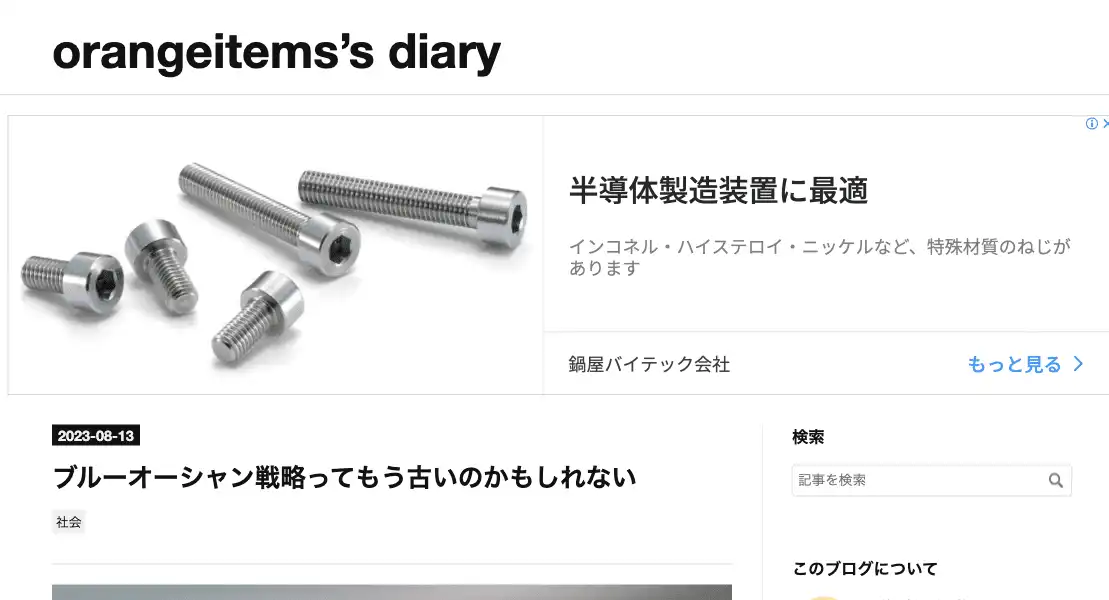 orangeitems’s diary
半導体製造装置に最適
インコネル・ハイステロイ・ニッケルなど、特殊材質のねじが
あります
鍋屋バイテック会社
もっと見る
2023-08-13
ブルーオーシャン戦略ってもう古いのかもしれない
社会
検索
記事を検索
このブログについて